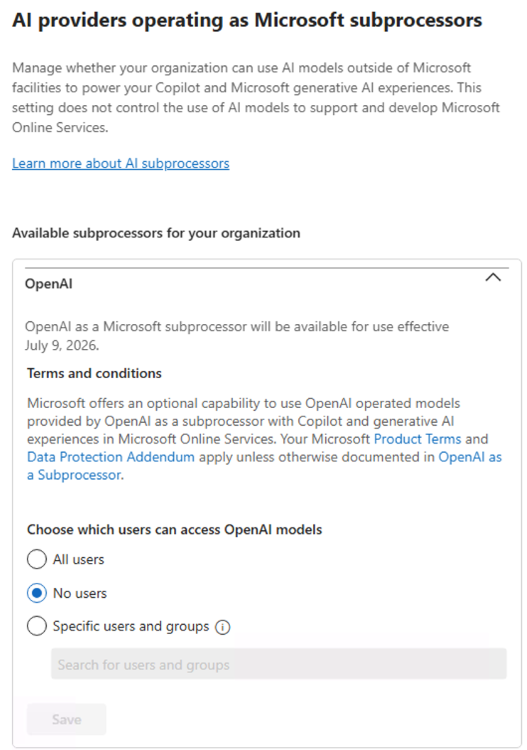 AI providers operating as Microsoft subprocessors
Manage whether your organization can use AI models outside of Microsoft
facilities to power your Copilot and Microsoft generative AI experiences. This
setting does not control the use of AI models to support and develop Microsoft
Online Services.
Learn more about AI subprocessors
Available subprocessors for your organization
OpenAI
OpenAI as a Microsoft subprocessor will be available for use effective
July 9, 2026.
Terms and conditions
Microsoft offers an optional capability to use OpenAI operated models
provided by OpenAI as a subprocessor with Copilot and generative AI
experiences in Microsoft Online Services. Your Microsoft Product Terms and
Data Protection Addendum apply unless otherwise documented in OpenAI as
a Subprocessor.
Choose which users can access OpenAI models
All users
No users
Specific users and groups
Search for users and groups
Save